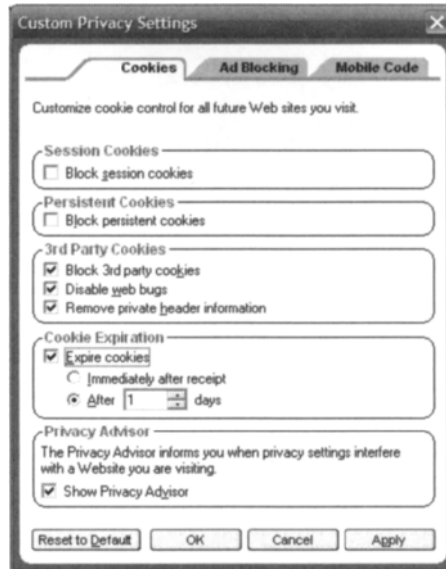 Custom Privacy Settings
Cookies Ad Blocking Mobile Code
Customize cookie control for all future Web sites you visit.
Session Cookies
Block session cookies
Persistent Cookies
Block persistent cookies
3rd Party Cookies
Block 3rd party cookies
Disable web bugs
Remove private header information
Cookie Expiration
Expire cookies
Immediately after receipt
After 1 days
Privacy Advisor
The Privacy Advisor informs you when privacy settings interfere
with a Website you are visiting.
Show Privacy Advisor
Reset to Default OK Cancel Apply